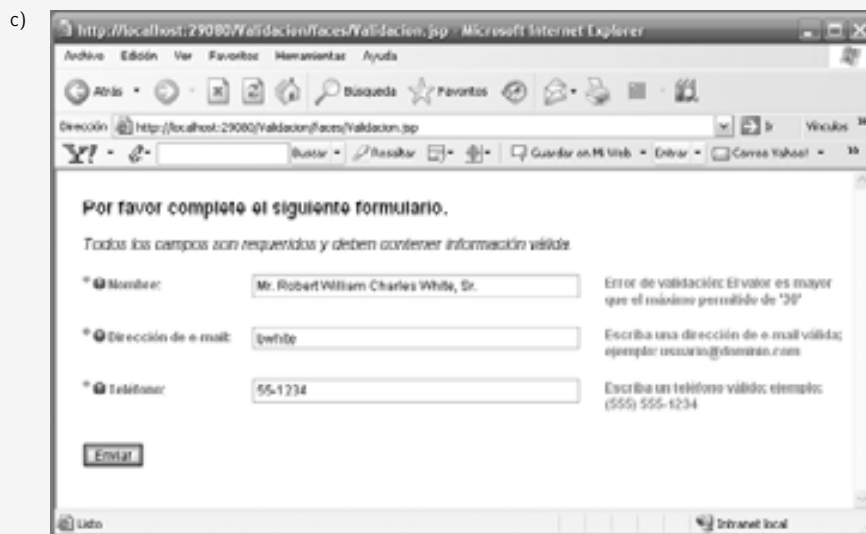 c)
http://localhost:29080/Validacion/faces/Validacion.jsp - Microsoft Internet Explorer
Archivo Edición Ver Favoritos Herramientas Ayuda
Atrás Búsqueda Favoritos
Dirección http://localhost:29080/Validacion/faces/Validacion.jsp Ir Vínculos »
Y! Buscar Resaltar Guardar en Mi Web Entrar Correo Yahoo! »
Por favor complete el siguiente formulario.
Todos los campos son requeridos y deben contener información válida.
* Nombre: Mr. Robert William Charles White, Sr. Error de validación: El valor es mayor
que el máximo permitido de '30'
* Dirección de e-mail: bwhite Escriba una dirección de e-mail válida;
ejemplo: usuario@dominio.com
* Teléfono: 55-1234 Escriba un teléfono válido; ejemplo:
(555) 555-1234
Enviar
Listo Intranet local